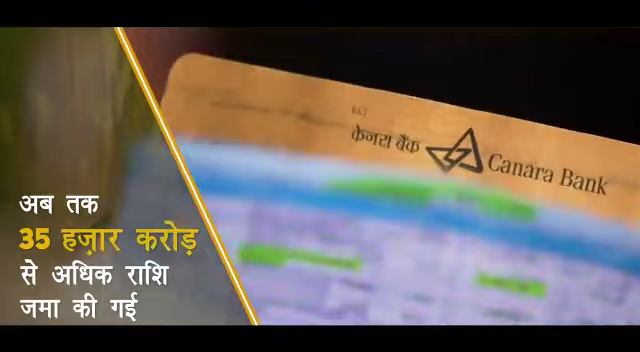 केनरा बैंक Canara Bank
अब तक
35 हज़ार करोड़
से अधिक राशि
जमा की गई